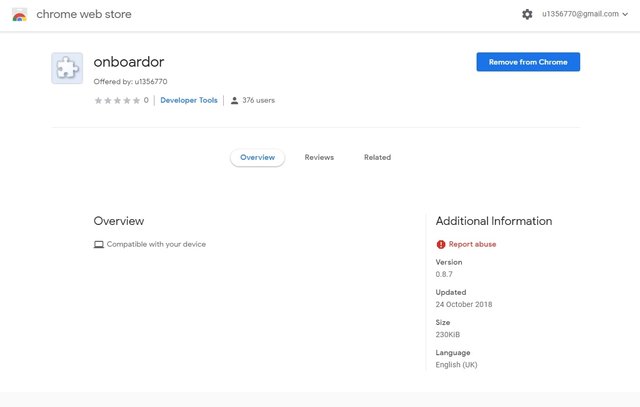 chrome web store
u1356770@gmail.com
onboardor
Offered by: u1356770
0
Developer Tools
376 users
Remove from Chrome
Overview
Reviews
Related
Overview
Compatible with your device
Additional Information
Report abuse
Version
0.8.7
Updated
24 October 2018
Size
230KiB
Language
English (UK)